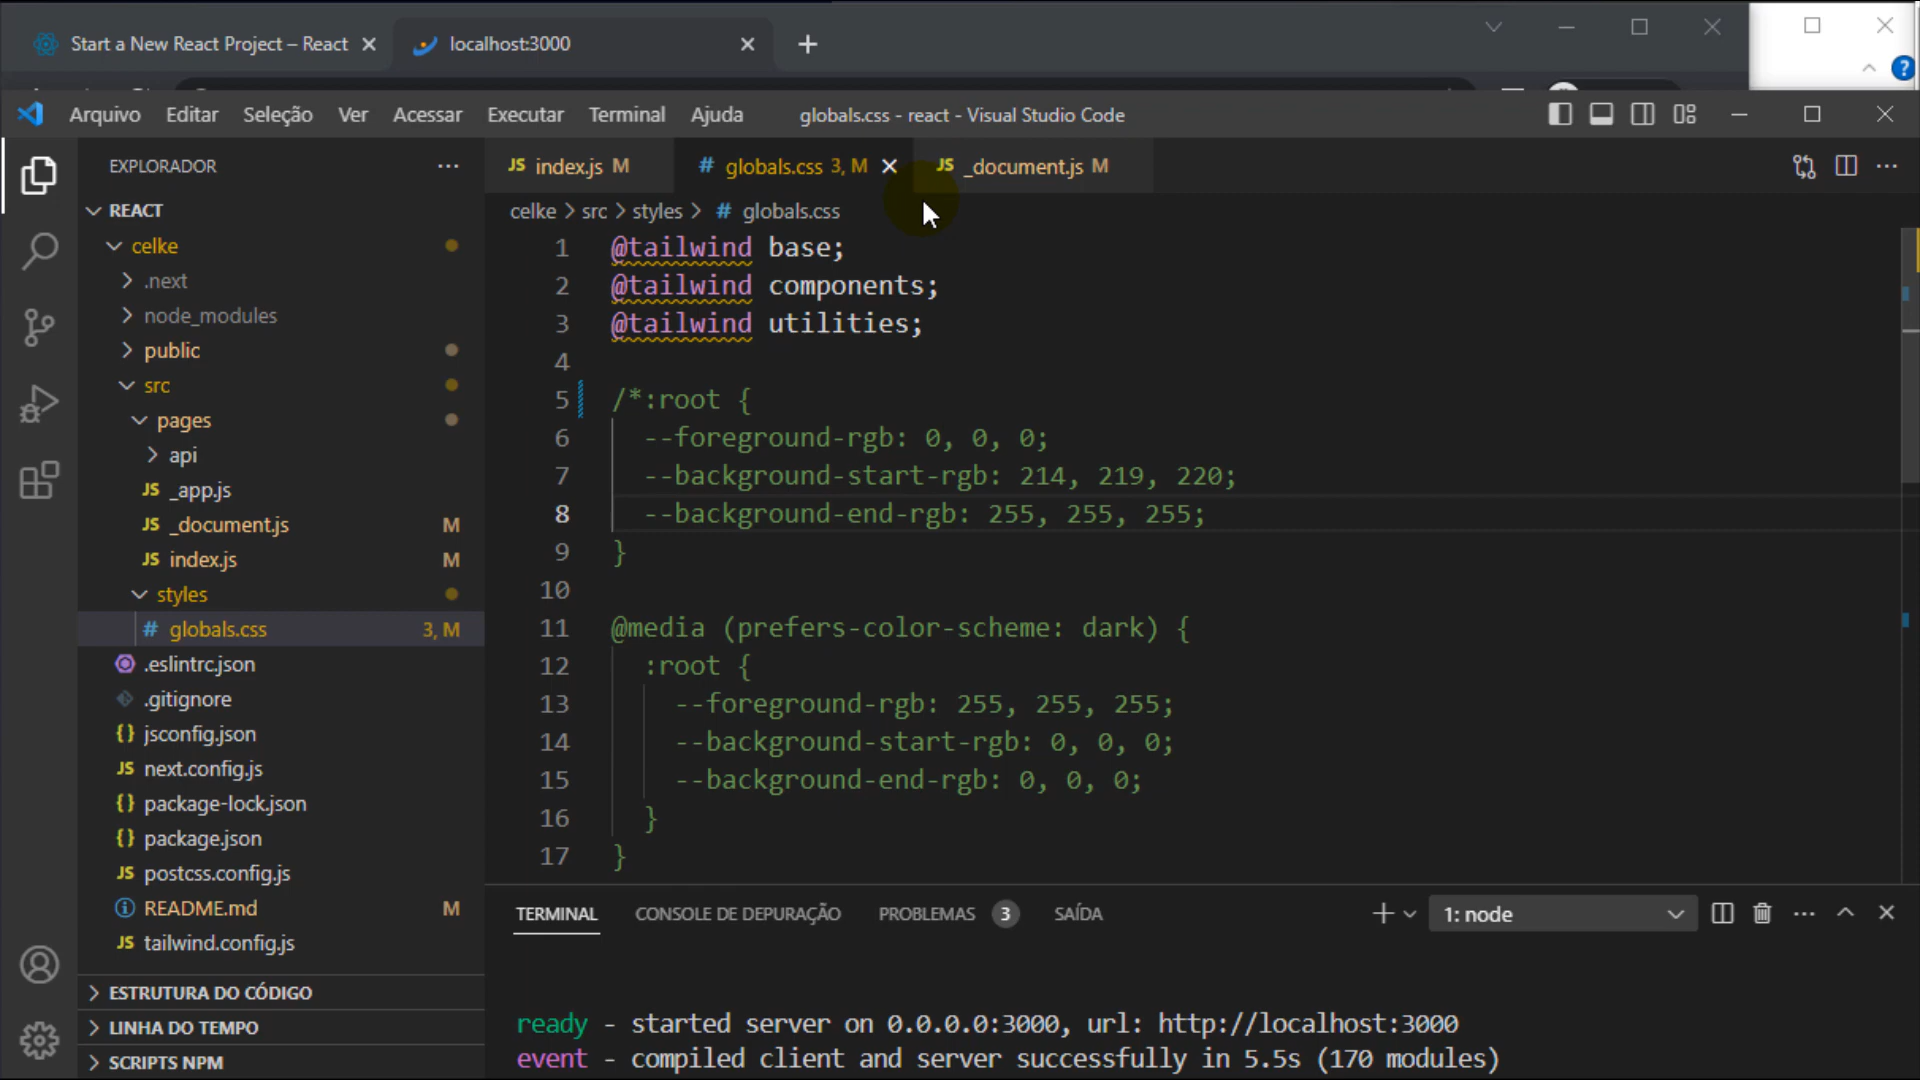 Start a New React Project – React
localhost:3000
Arquivo Editar Seleção Ver Acessar Executar Terminal Ajuda
globals.css - react - Visual Studio Code
EXPLORADOR
JS index.js M
# globals.css 3, M
JS _document.js M
celke > src > styles > # globals.css
REACT
celke
.next
node_modules
public
src
pages
api
JS _app.js
JS _document.js M
JS index.js M
styles
# globals.css 3, M
.eslintrc.json
.gitignore
{} jsconfig.json
JS next.config.js
{} package-lock.json
{} package.json
JS postcss.config.js
README.md M
JS tailwind.config.js
ESTRUTURA DO CÓDIGO
LINHA DO TEMPO
SCRIPTS NPM
1 @tailwind base;
2 @tailwind components;
3 @tailwind utilities;
4
5 /*:root {
6 --foreground-rgb: 0, 0, 0;
7 --background-start-rgb: 214, 219, 220;
8 --background-end-rgb: 255, 255, 255;
9 }
10
11 @media (prefers-color-scheme: dark) {
12 :root {
13 --foreground-rgb: 255, 255, 255;
14 --background-start-rgb: 0, 0, 0;
15 --background-end-rgb: 0, 0, 0;
16 }
17 }
TERMINAL CONSOLE DE DEPURAÇÃO PROBLEMAS 3 SAÍDA
1: node
ready - started server on 0.0.0.0:3000, url: http://localhost:3000
event - compiled client and server successfully in 5.5s (170 modules)